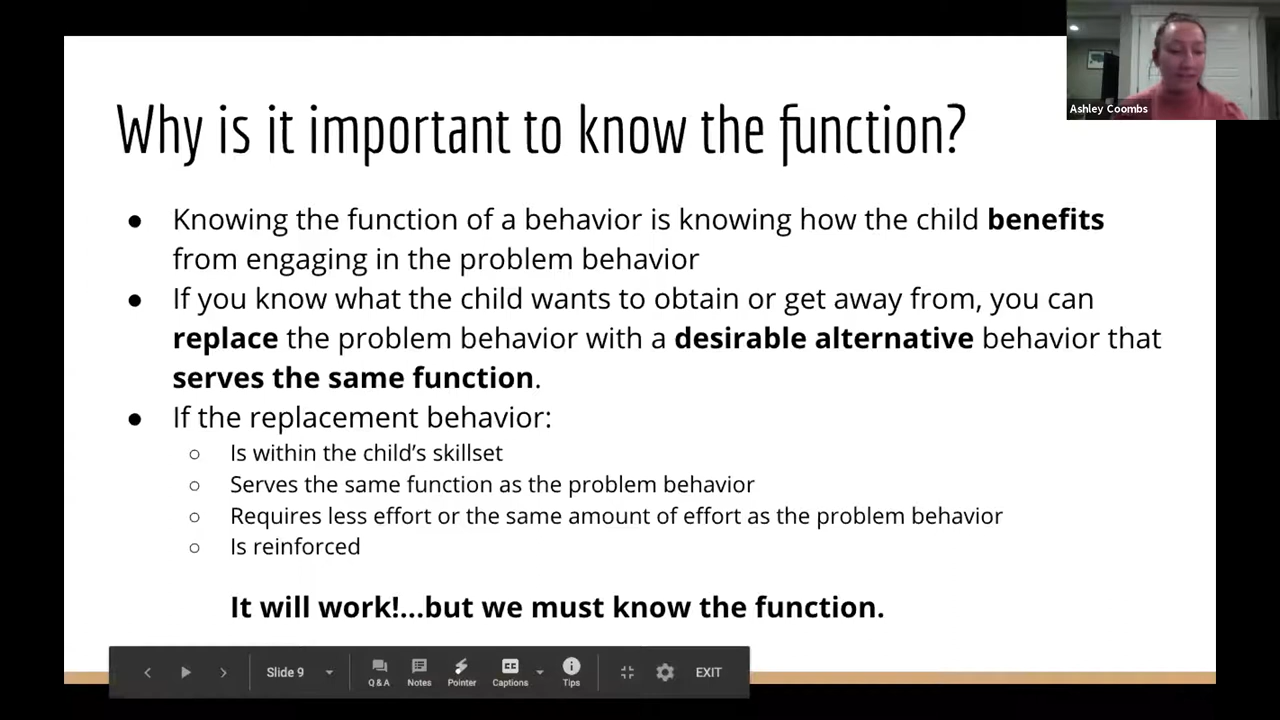 Ashley Coombs
Why is it important to know the function?
● Knowing the function of a behavior is knowing how the child benefits
from engaging in the problem behavior
● If you know what the child wants to obtain or get away from, you can
replace the problem behavior with a desirable alternative behavior that
serves the same function.
● If the replacement behavior:
○ Is within the child’s skillset
○ Serves the same function as the problem behavior
○ Requires less effort or the same amount of effort as the problem behavior
○ Is reinforced
It will work!...but we must know the function.
Slide 9
Q & A
Notes
Pointer
CC
Captions
Tips
EXIT